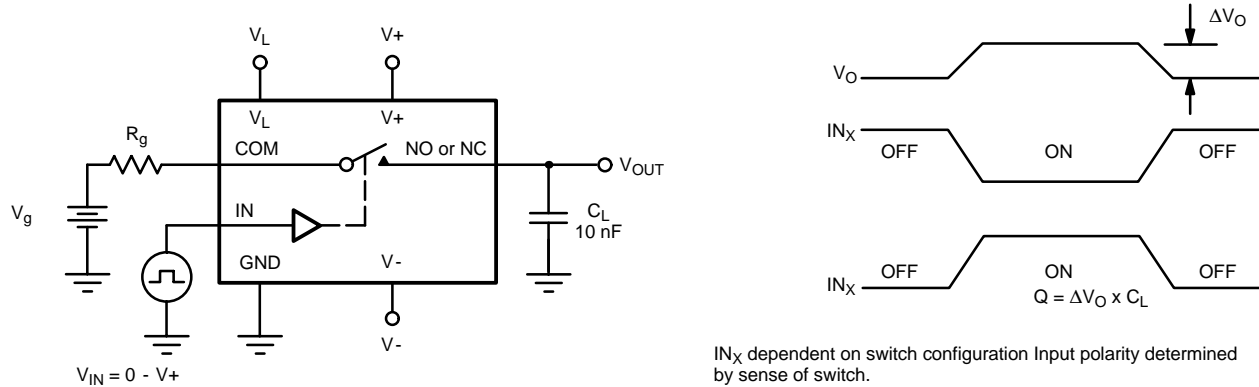 V_L
V+
V_L
V+
R_g
COM
NO or NC
V_OUT
V_g
IN
C_L
10 nF
GND
V-
V-
V_IN = 0 - V+
ΔV_O
V_O
IN_X
OFF
ON
OFF
IN_X
OFF
ON
OFF
Q = ΔV_O x C_L
IN_X dependent on switch configuration Input polarity determined
by sense of switch.